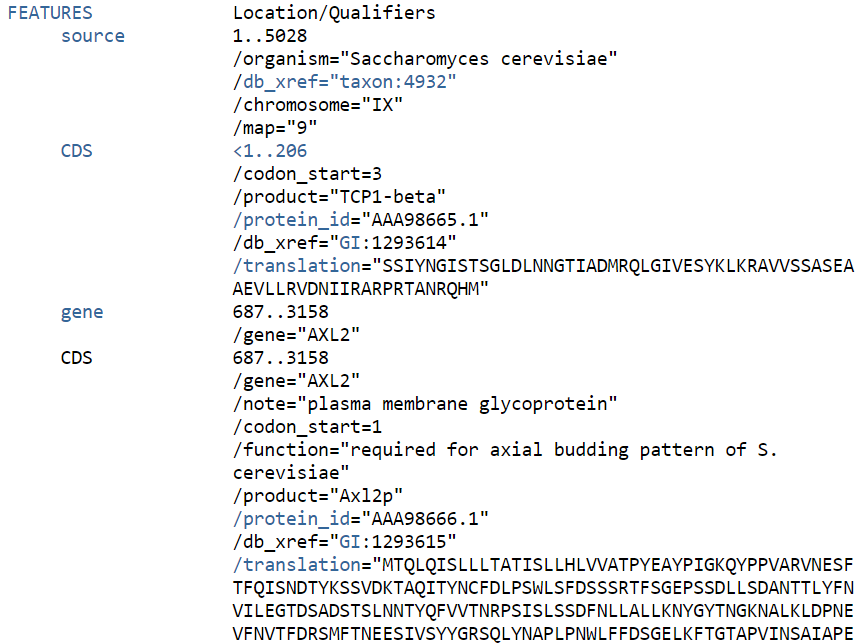 FEATURES Location/Qualifiers
source 1..5028
/organism="Saccharomyces cerevisiae"
/db_xref="taxon:4932"
/chromosome="IX"
/map="9"
CDS <1..206
/codon_start=3
/product="TCP1-beta"
/protein_id="AAA98665.1"
/db_xref="GI:1293614"
/translation="SSIYNGISTSGLDLNNGTIADMRQLGIVESYKLKRAVVSSASEA
AEVLLRVDNIIRARPRTANRQHM"
gene 687..3158
/gene="AXL2"
CDS 687..3158
/gene="AXL2"
/note="plasma membrane glycoprotein"
/codon_start=1
/function="required for axial budding pattern of S.
cerevisiae"
/product="Axl2p"
/protein_id="AAA98666.1"
/db_xref="GI:1293615"
/translation="MTQLQISLLLTATISLLHLVVATPYEAYPIGKQYPPVARVNESF
TFQISNDTYKSSVDKTAQITYNCFDLPSWLSFDSSSRTFSGEPSSDLLSDANTTLYFN
VILEGTDSADSTSLNNTYQFVVTNRPSISLSSDFNLLALLKNYGYTNGKNALKLDPNE
VFNVTFDRSMFTNEESIVSYYGRSQLYNAPLPNWLFFDSGELKFTGTAPVINSAIAPE